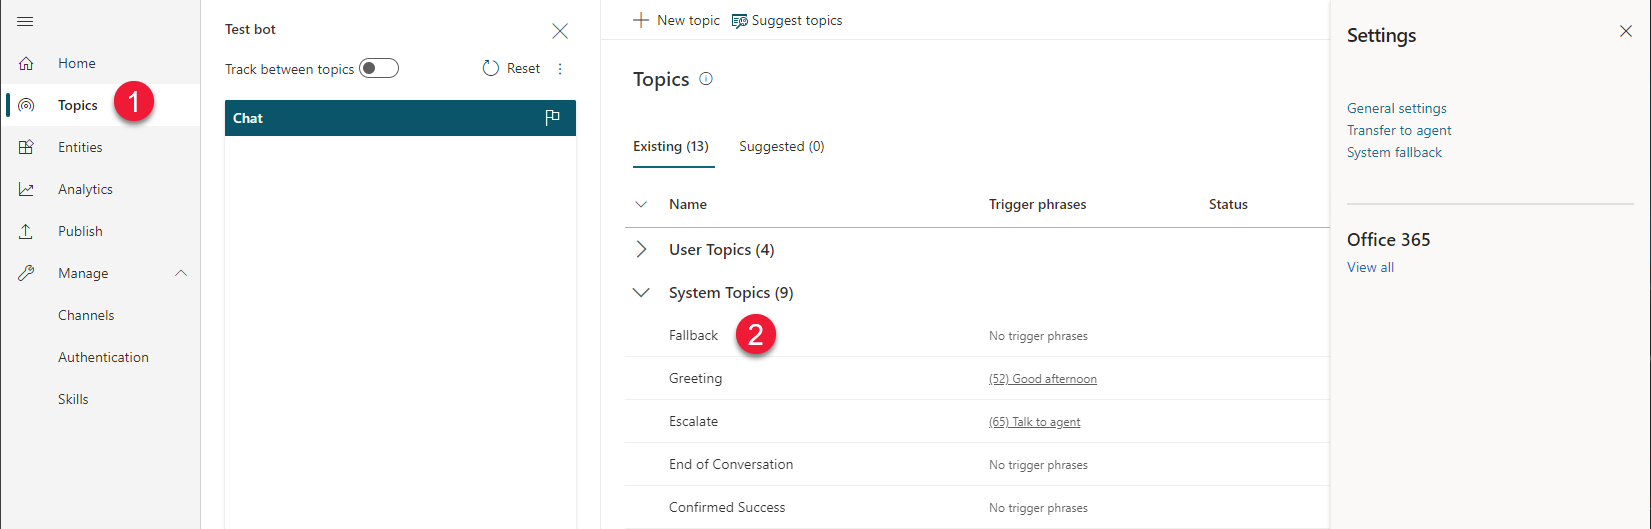 Home
Topics
1
Entities
Analytics
Publish
Manage
Channels
Authentication
Skills
Test bot
Track between topics
Reset
Chat
New topic
Suggest topics
Topics
Existing (13)
Suggested (0)
Name
Trigger phrases
Status
User Topics (4)
System Topics (9)
Fallback
2
No trigger phrases
Greeting
(52) Good afternoon
Escalate
(65) Talk to agent
End of Conversation
No trigger phrases
Confirmed Success
No trigger phrases
Settings
General settings
Transfer to agent
System fallback
Office 365
View all